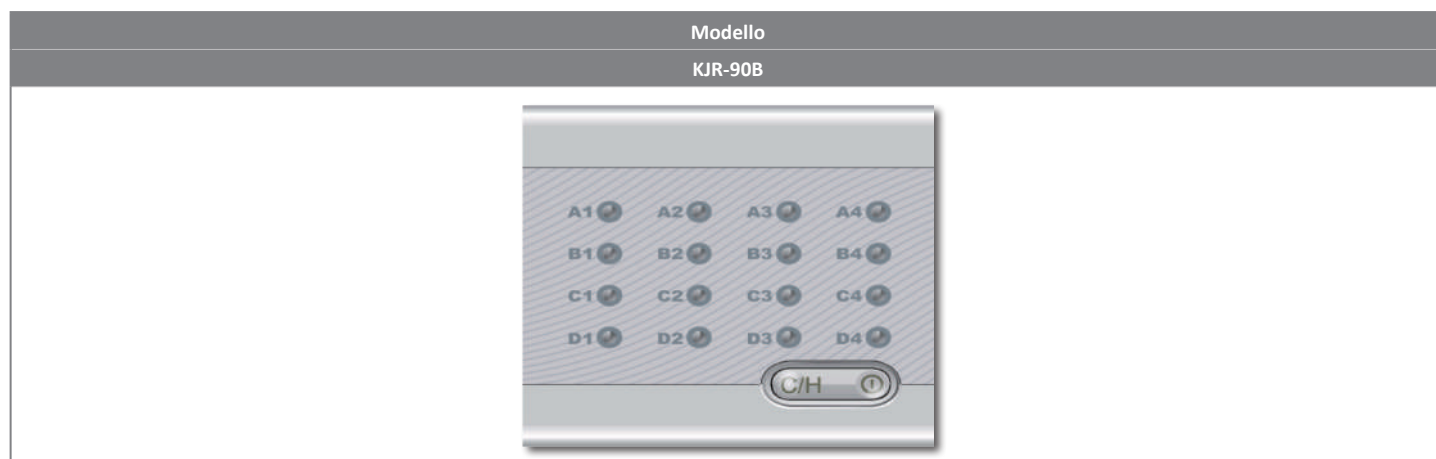 Modello
KJR-90B
A1 A2 A3 A4
B1 B2 B3 B4
C1 C2 C3 C4
D1 D2 D3 D4
C/H